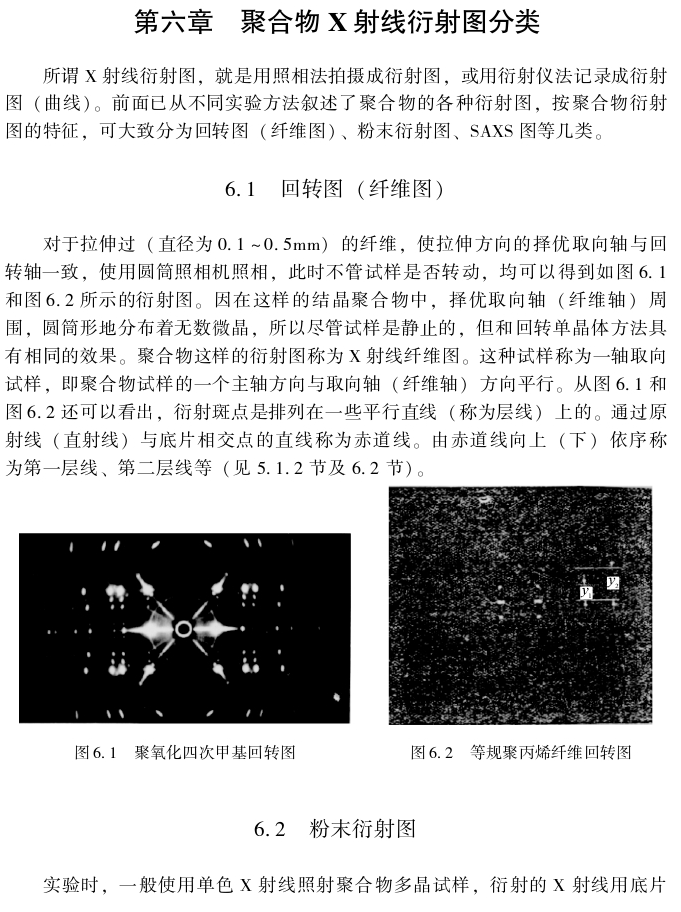 第六章 聚合物 X 射线衍射图分类
所谓 X 射线衍射图，就是用照相法拍摄成衍射图，或用衍射仪法记录成衍射
图（曲线）。前面已从不同实验方法叙述了聚合物的各种衍射图，按聚合物衍射
图的特征，可大致分为回转图（纤维图）、粉末衍射图、SAXS 图等几类。
6.1 回转图（纤维图）
对于拉伸过（直径为 0.1～0.5mm）的纤维，使拉伸方向的择优取向轴与回
转轴一致，使用圆筒照相机照相，此时不管试样是否转动，均可以得到如图 6.1
和图 6.2 所示的衍射图。因在这样的结晶聚合物中，择优取向轴（纤维轴）周
围，圆筒形地分布着无数微晶，所以尽管试样是静止的，但和回转单晶体方法具
有相同的效果。聚合物这样的衍射图称为 X 射线纤维图。这种试样称为一轴取向
试样，即聚合物试样的一个主轴方向与取向轴（纤维轴）方向平行。从图 6.1 和
图 6.2 还可以看出，衍射斑点是排列在一些平行直线（称为层线）上的。通过原
射线（直射线）与底片相交点的直线称为赤道线。由赤道线向上（下）依序称
为第一层线、第二层线等（见 5.1.2 节及 6.2 节）。
y₁
y₂
图 6.1 聚氧化四次甲基回转图
图 6.2 等规聚丙烯纤维回转图
6.2 粉末衍射图
实验时，一般使用单色 X 射线照射聚合物多晶试样，衍射的 X 射线用底片